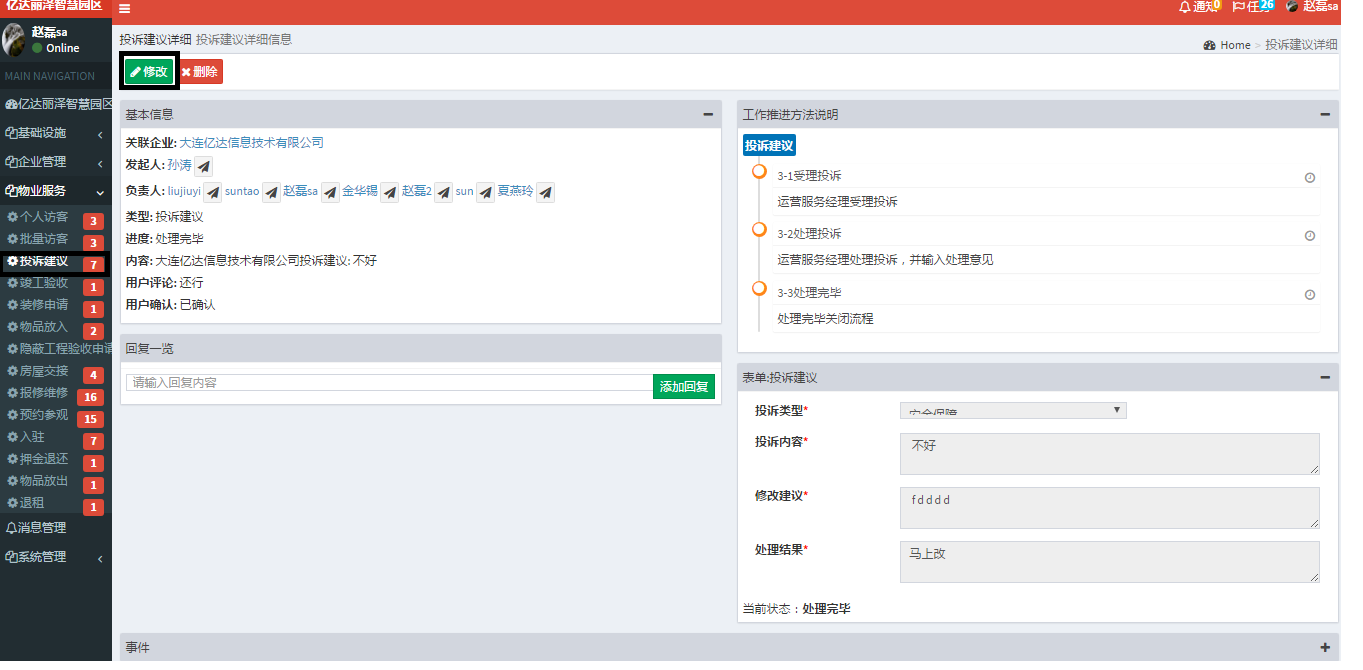 亿达丽泽智慧园区
通知0
任务26
赵磊sa
赵磊sa
Online
MAIN NAVIGATION
亿达丽泽智慧园区
基础设施
企业管理
物业服务
个人访客 3
批量访客 3
投诉建议 7
竣工验收 1
装修申请 1
物品放入 2
隐蔽工程验收申请
房屋交接 4
报修维修 16
预约参观 15
入驻 7
押金退还 1
物品放出 1
退租 1
消息管理
系统管理
投诉建议详细 投诉建议详细信息
Home > 投诉建议详细
修改 删除
基本信息
关联企业: 大连亿达信息技术有限公司
发起人: 孙涛
负责人: liujiuyi suntao 赵磊sa 金华锡 赵磊2 sun 夏燕玲
类型: 投诉建议
进度: 处理完毕
内容: 大连亿达信息技术有限公司投诉建议: 不好
用户评论: 还行
用户确认: 已确认
回复一览
请输入回复内容 添加回复
工作推进方法说明
投诉建议
3-1受理投诉
运营服务经理受理投诉
3-2处理投诉
运营服务经理处理投诉，并输入处理意见
3-3处理完毕
处理完毕关闭流程
表单:投诉建议
投诉类型* 安全保障
投诉内容* 不好
修改建议* fdddd
处理结果* 马上改
当前状态：处理完毕
事件